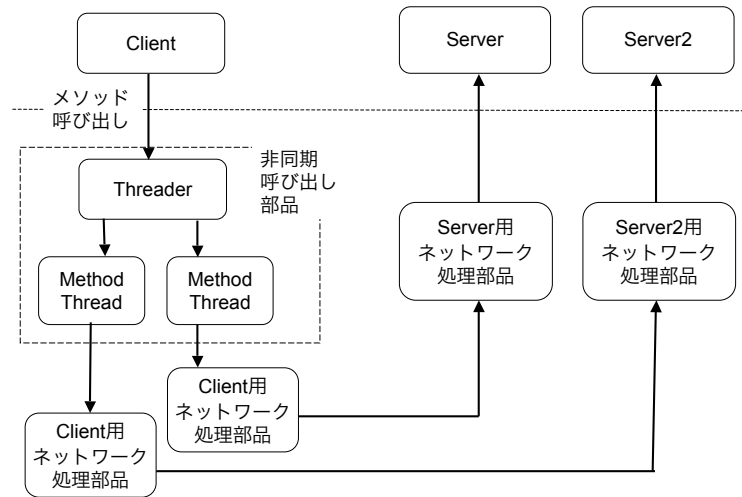 Client
Server
Server2
メソッド
呼び出し
非同期
呼び出し
部品
Threader
Method
Thread
Method
Thread
Server用
ネットワーク
処理部品
Server2用
ネットワーク
処理部品
Client用
ネットワーク
処理部品
Client用
ネットワーク
処理部品